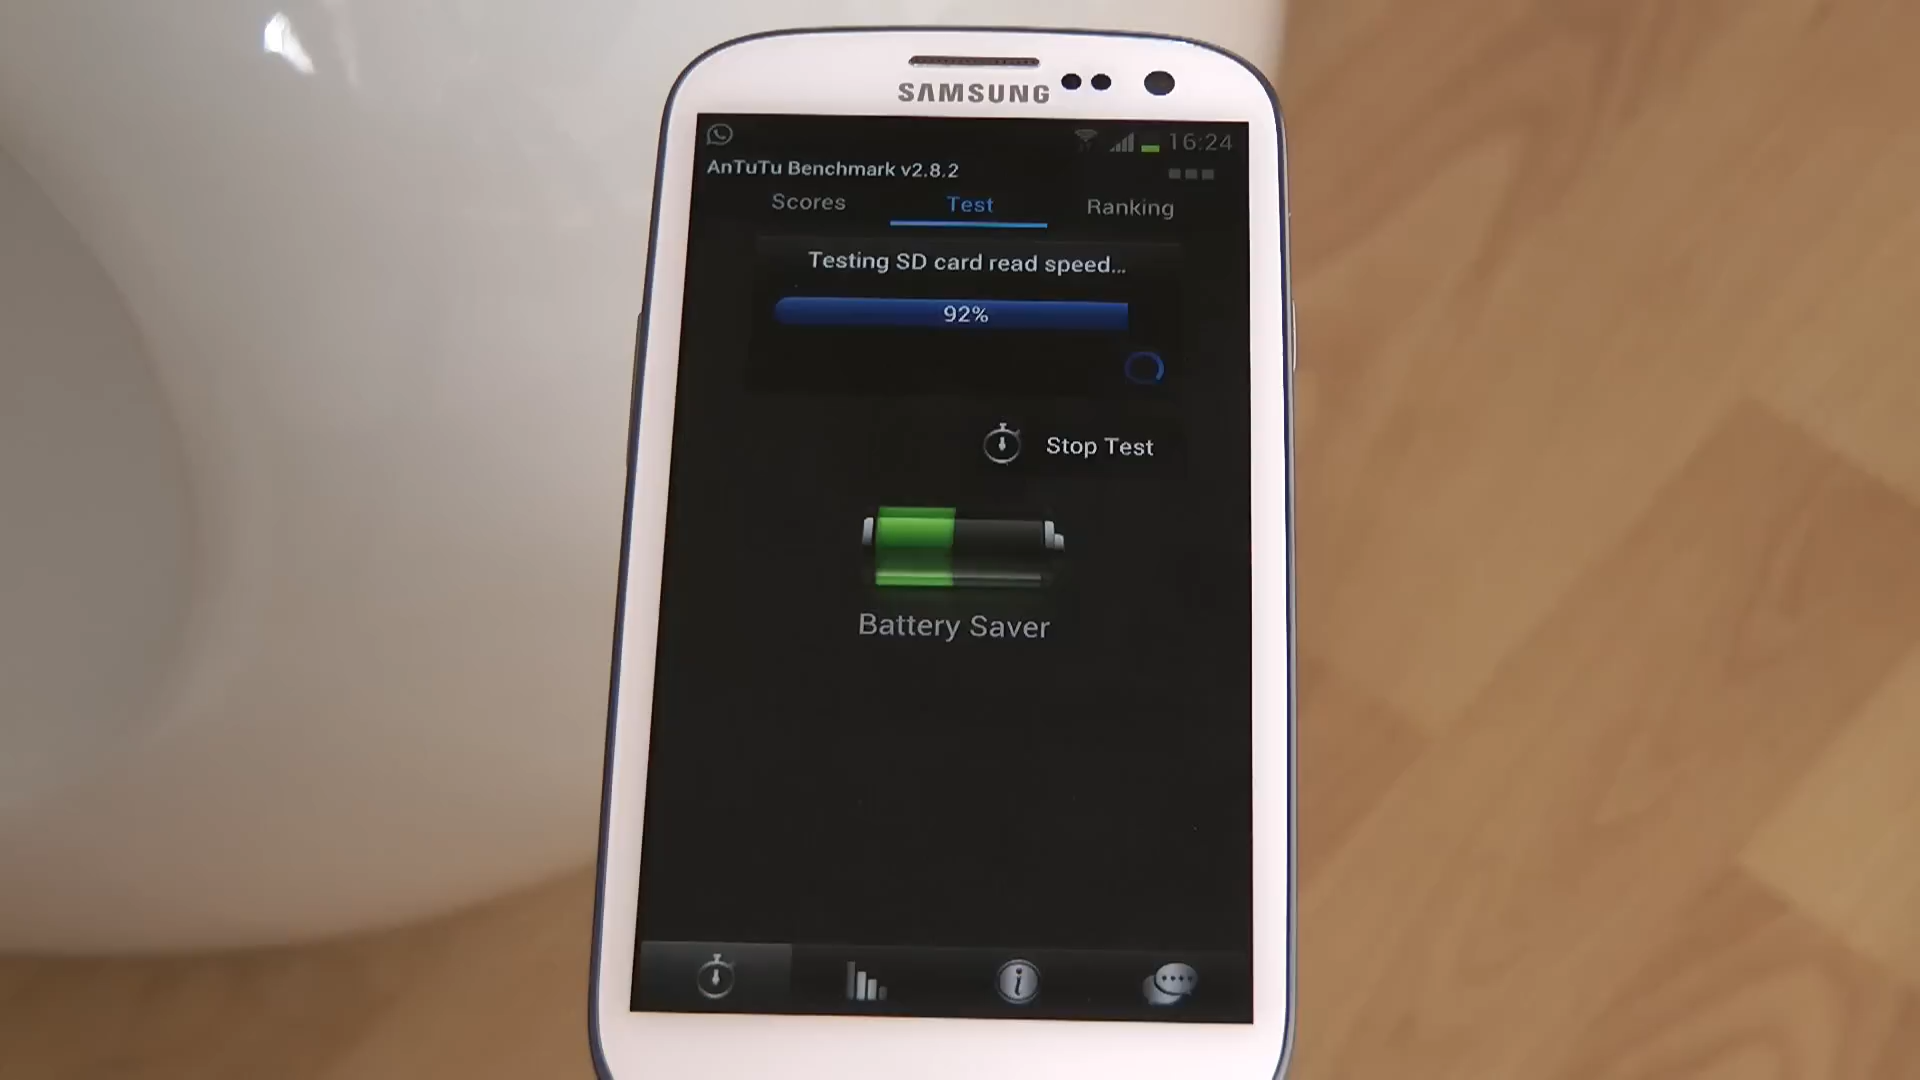 SAMSUNG
16:24
AnTuTu Benchmark v2.8.2
Scores Test Ranking
Testing SD card read speed...
92%
Stop Test
Battery Saver